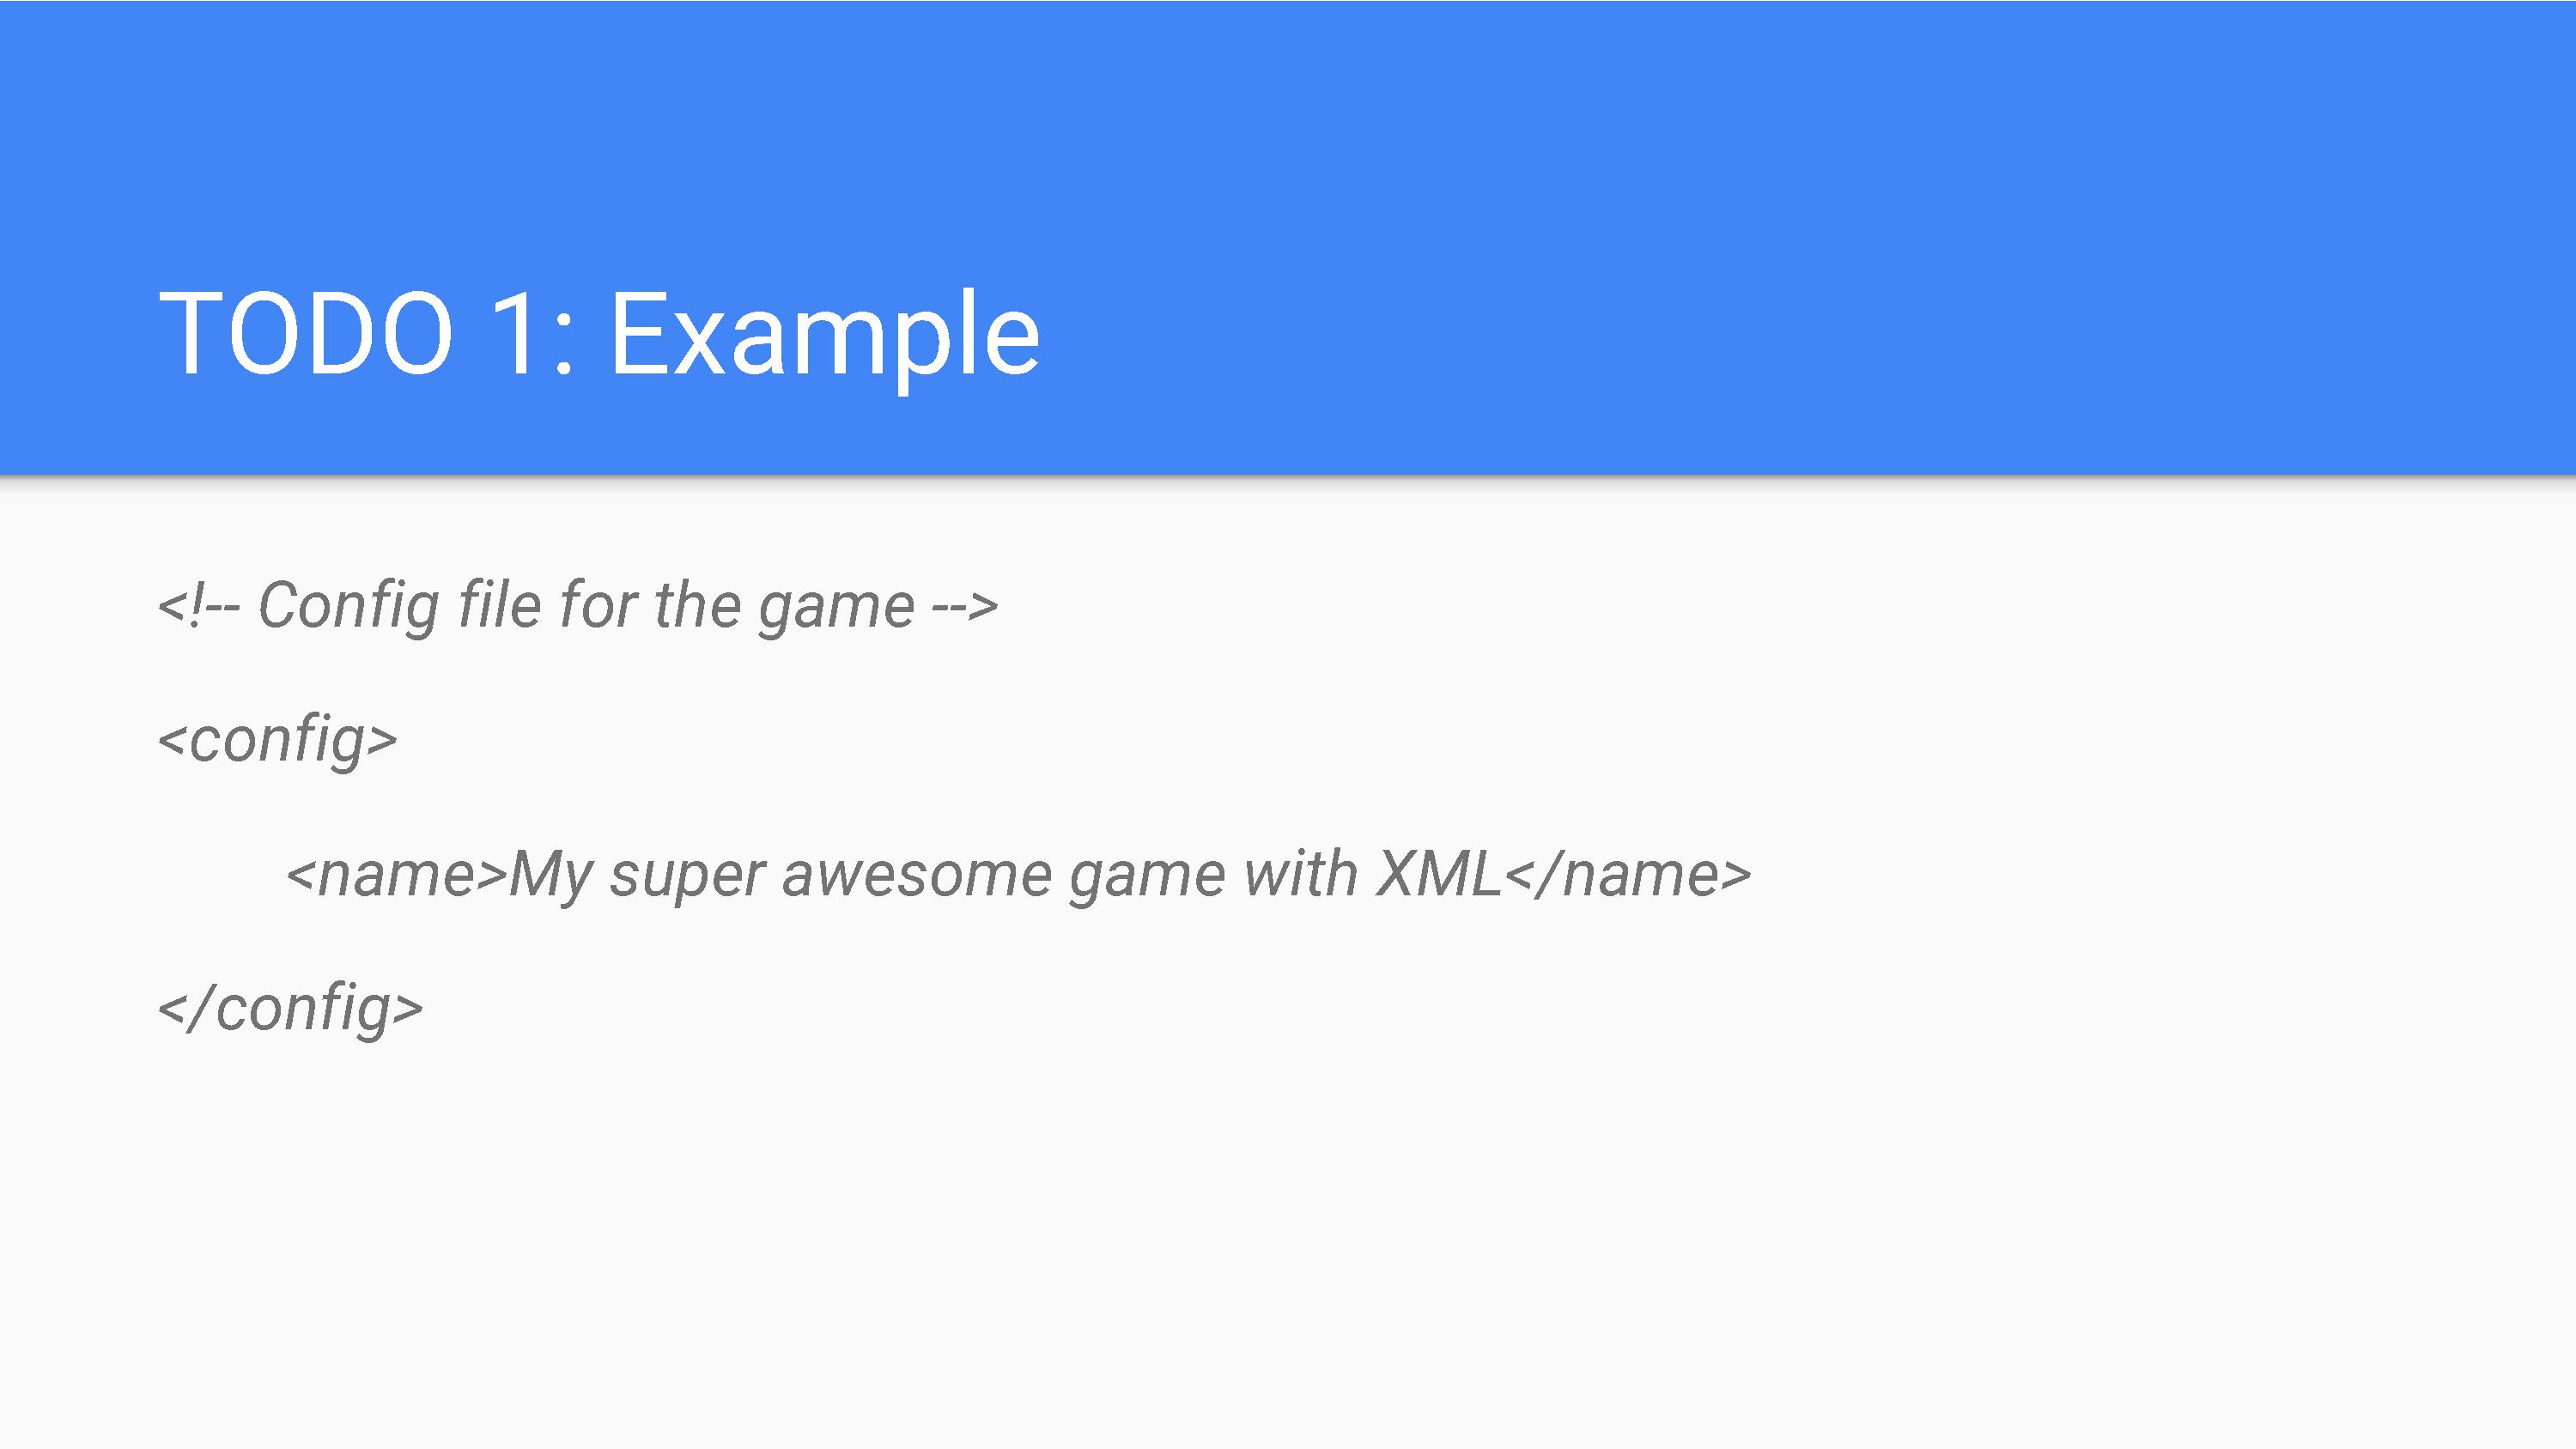 TODO 1: Example
<!-- Config file for the game -->
<config>
<name>My super awesome game with XML</name>
</config>